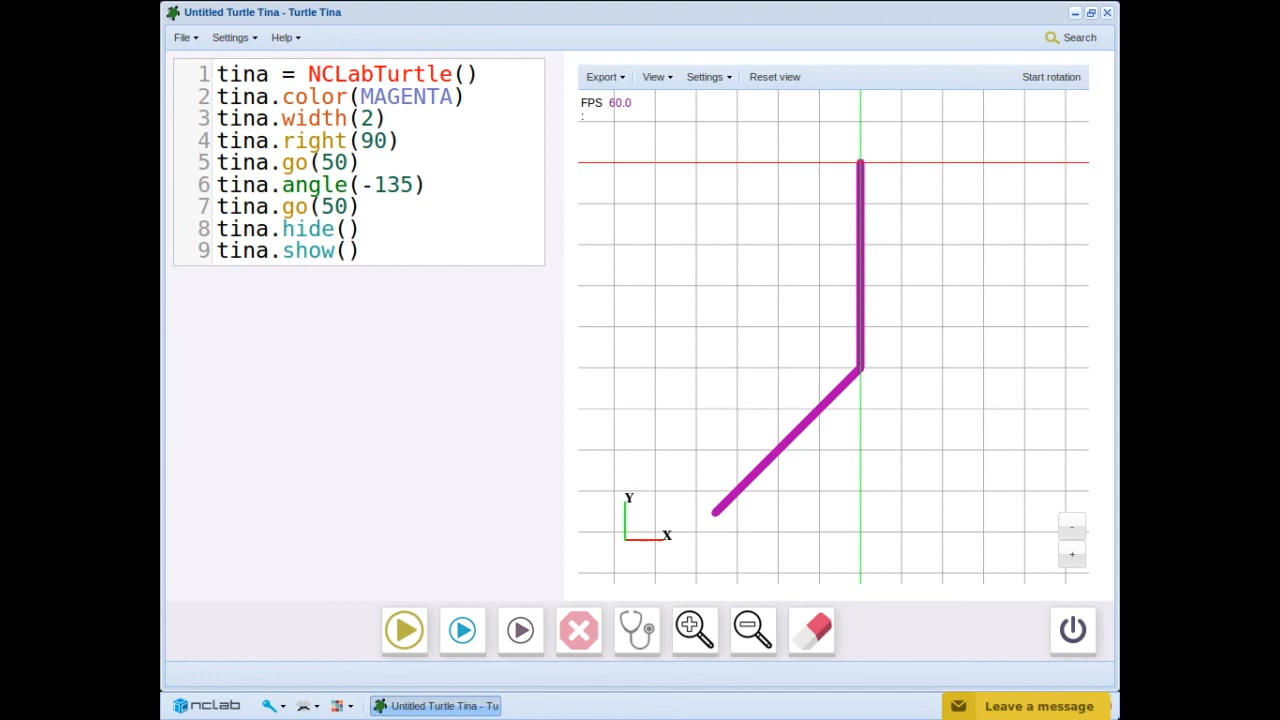 Untitled Turtle Tina - Turtle Tina
File Settings Help Search
1 tina = NCLabTurtle()
2 tina.color(MAGENTA)
3 tina.width(2)
4 tina.right(90)
5 tina.go(50)
6 tina.angle(-135)
7 tina.go(50)
8 tina.hide()
9 tina.show()
Export View Settings Reset view Start rotation
FPS 60.0
:
Y
X
-
+
nclab Untitled Turtle Tina - Tu Leave a message